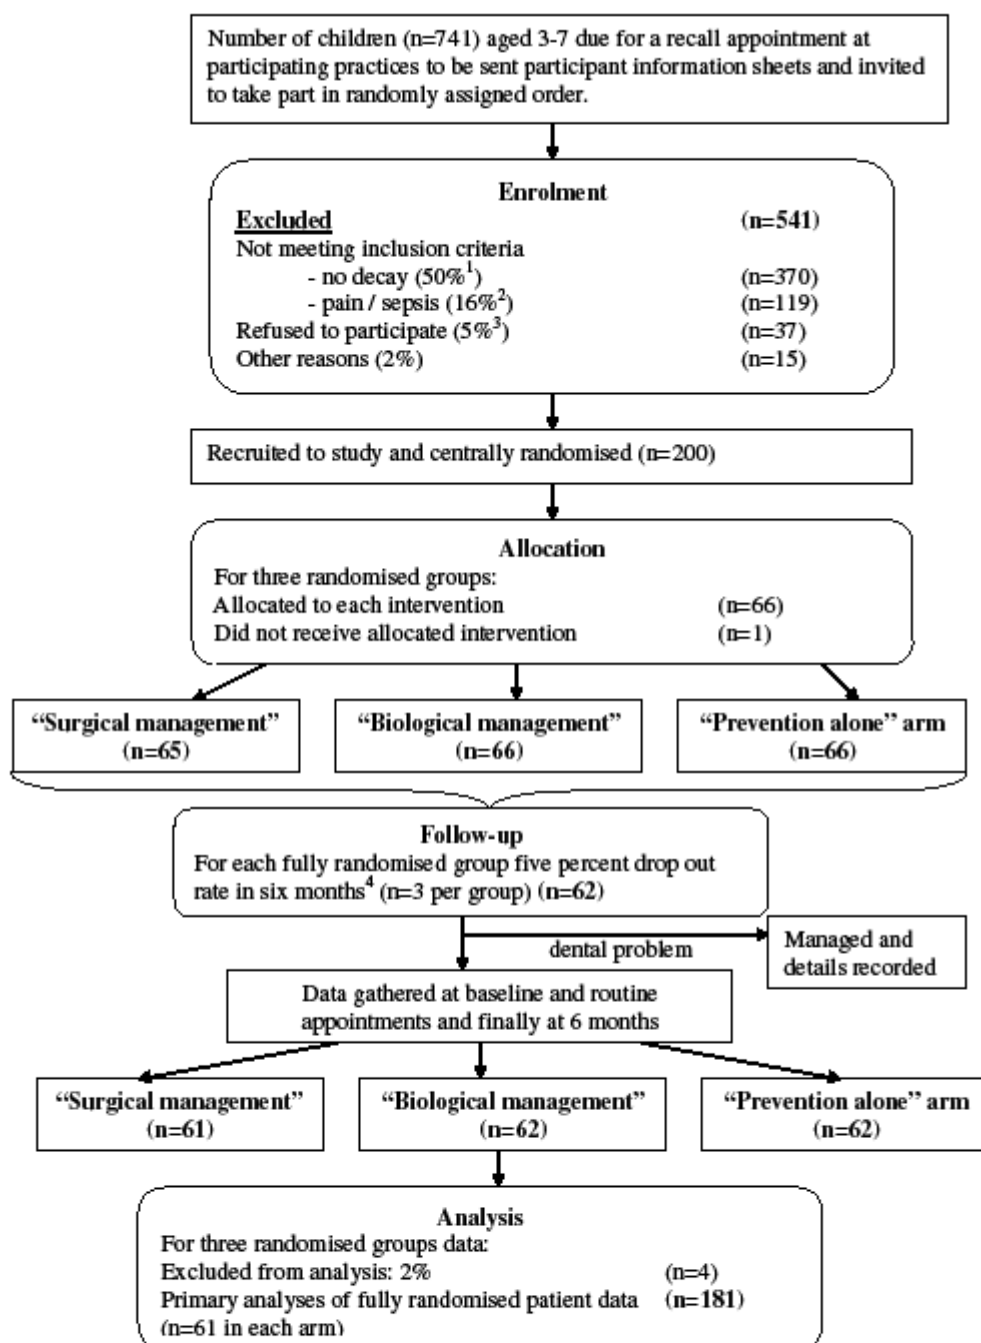 Number of children (n=741) aged 3-7 due for a recall appointment at
participating practices to be sent participant information sheets and invited
to take part in randomly assigned order.
Enrolment
Excluded (n=541)
Not meeting inclusion criteria
- no decay (50%1) (n=370)
- pain / sepsis (16%2) (n=119)
Refused to participate (5%3) (n=37)
Other reasons (2%) (n=15)
Recruited to study and centrally randomised (n=200)
Allocation
For three randomised groups:
Allocated to each intervention (n=66)
Did not receive allocated intervention (n=1)
“Surgical management”
(n=65)
“Biological management”
(n=66)
“Prevention alone” arm
(n=66)
Follow-up
For each fully randomised group five percent drop out
rate in six months4 (n=3 per group) (n=62)
dental problem
Managed and
details recorded
Data gathered at baseline and routine
appointments and finally at 6 months
“Surgical management”
(n=61)
“Biological management”
(n=62)
“Prevention alone” arm
(n=62)
Analysis
For three randomised groups data:
Excluded from analysis: 2% (n=4)
Primary analyses of fully randomised patient data (n=181)
(n=61 in each arm)